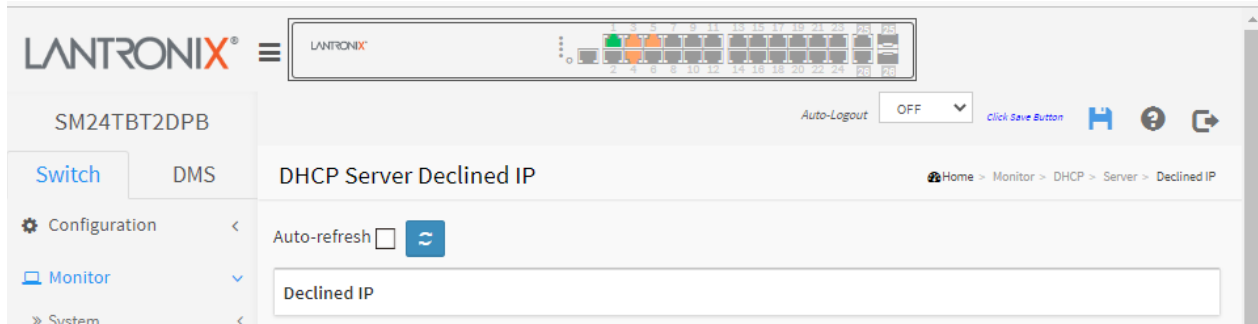 LANTRONIX®
LANTRONIX®
1 3 5 7 9 11 13 15 17 19 21 23 25 25
2 4 6 8 10 12 14 16 18 20 22 24 26 26
SM24TBT2DPB
Auto-Logout OFF Click Save Button
Switch DMS
DHCP Server Declined IP
Home > Monitor > DHCP > Server > Declined IP
Configuration
Auto-refresh
Monitor
Declined IP
» System